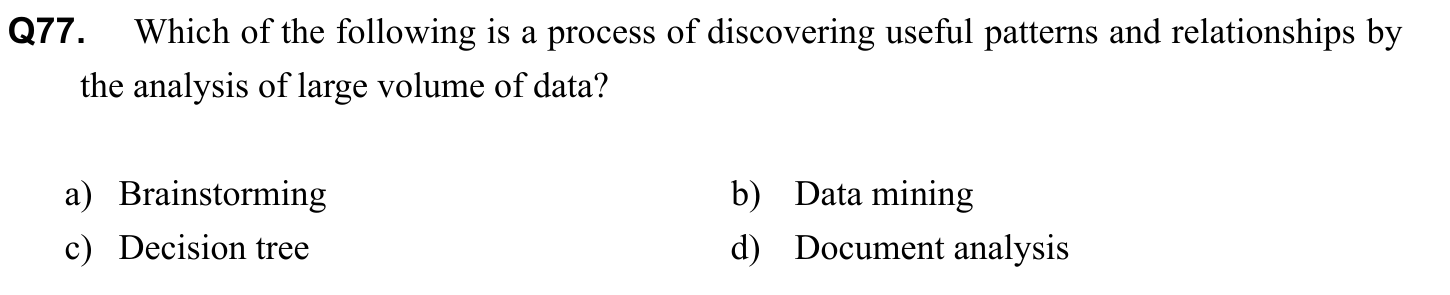 Q77. Which of the following is a process of discovering useful patterns and relationships by
the analysis of large volume of data?
a) Brainstorming b) Data mining
c) Decision tree d) Document analysis